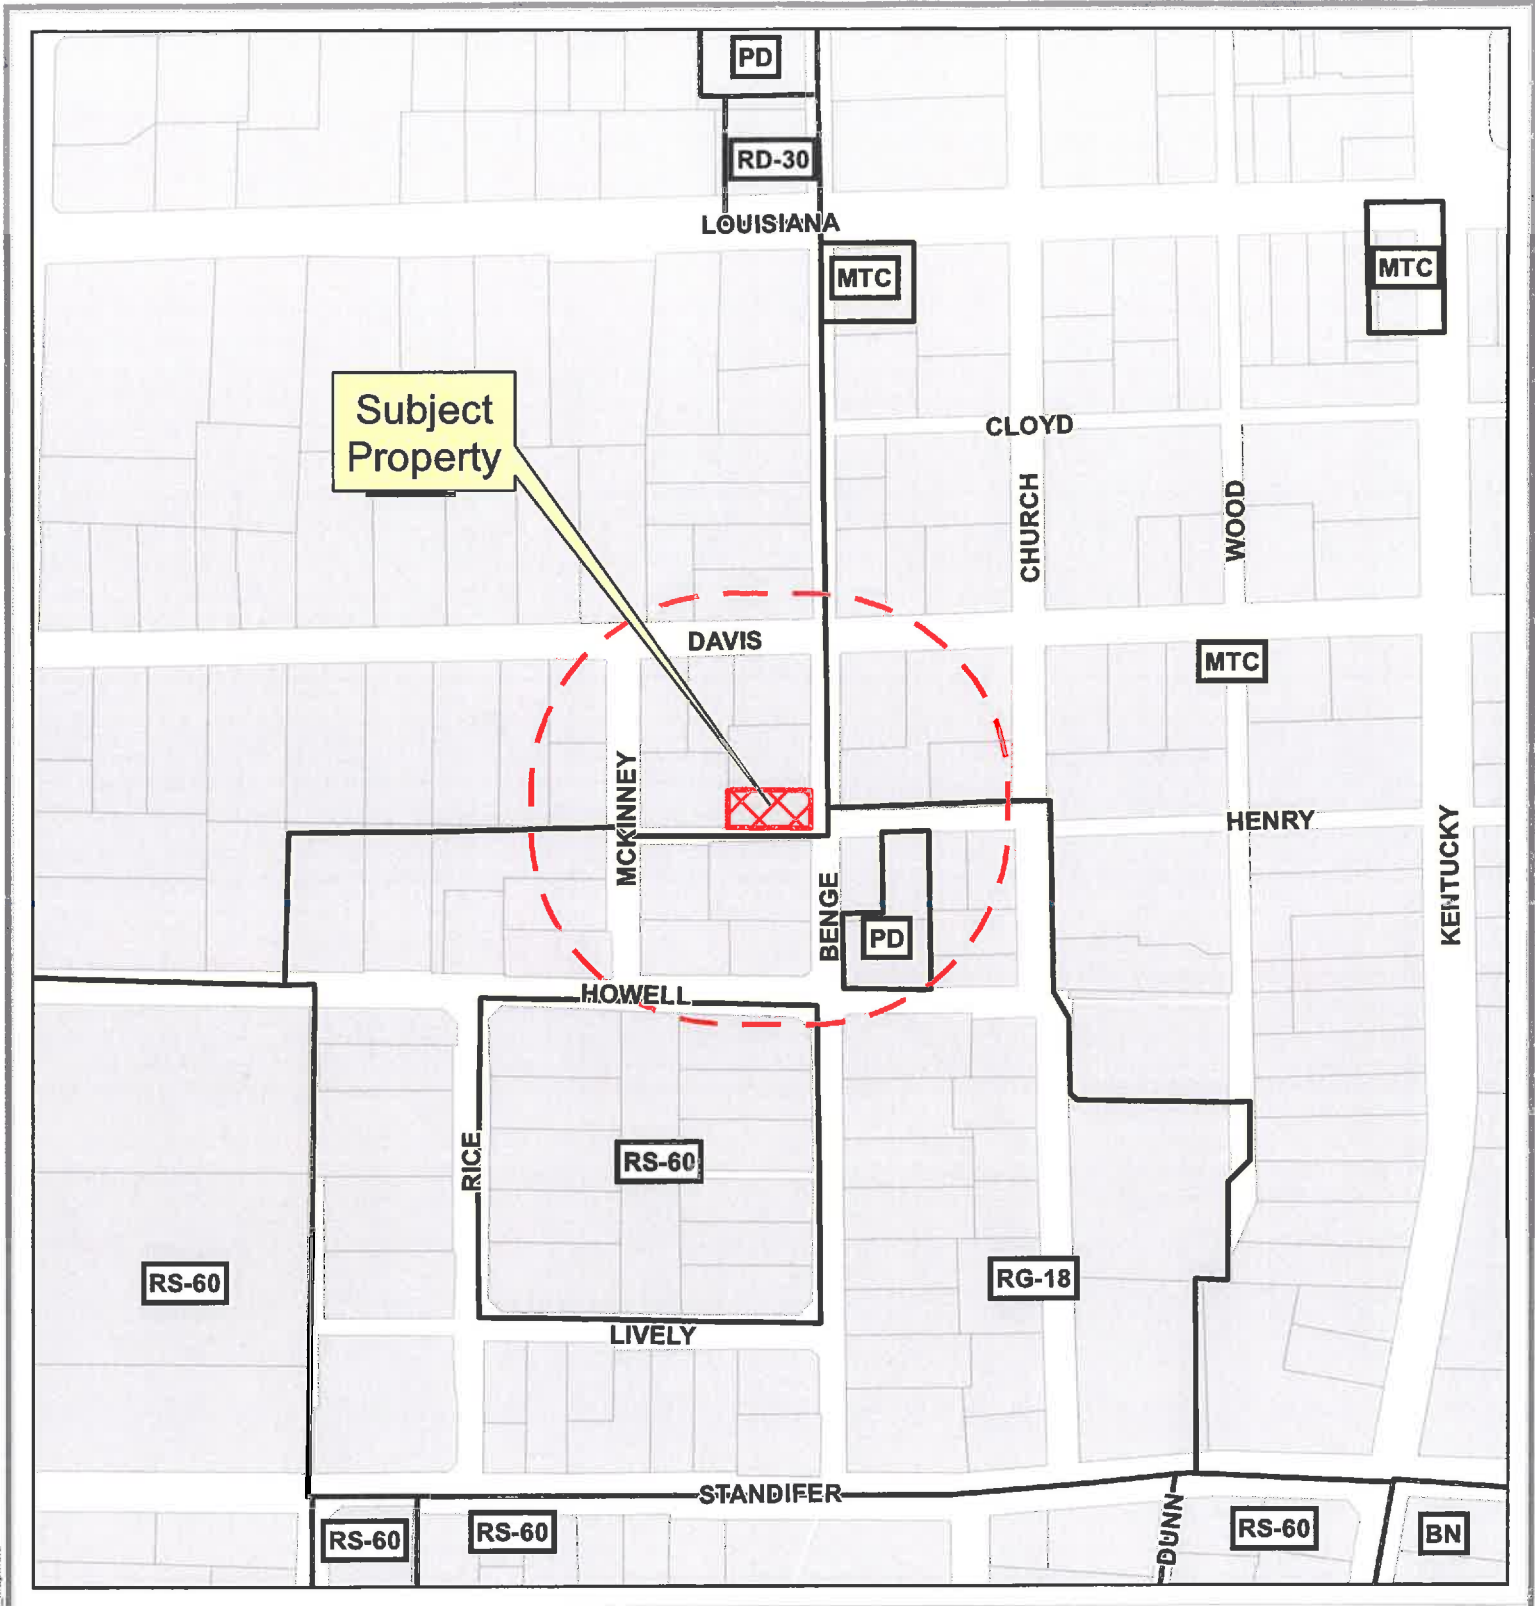 PD
RD-30
LOUISIANA
MTC
MTC
Subject
Property
CLOYD
CHURCH
WOOD
DAVIS
MTC
MCKINNEY
HENRY
KENTUCKY
BENGE
PD
HOWELL
RICE
RS-60
RS-60
RG-18
LIVELY
STANDIFER
DUNN
RS-60
RS-60
RS-60
BN